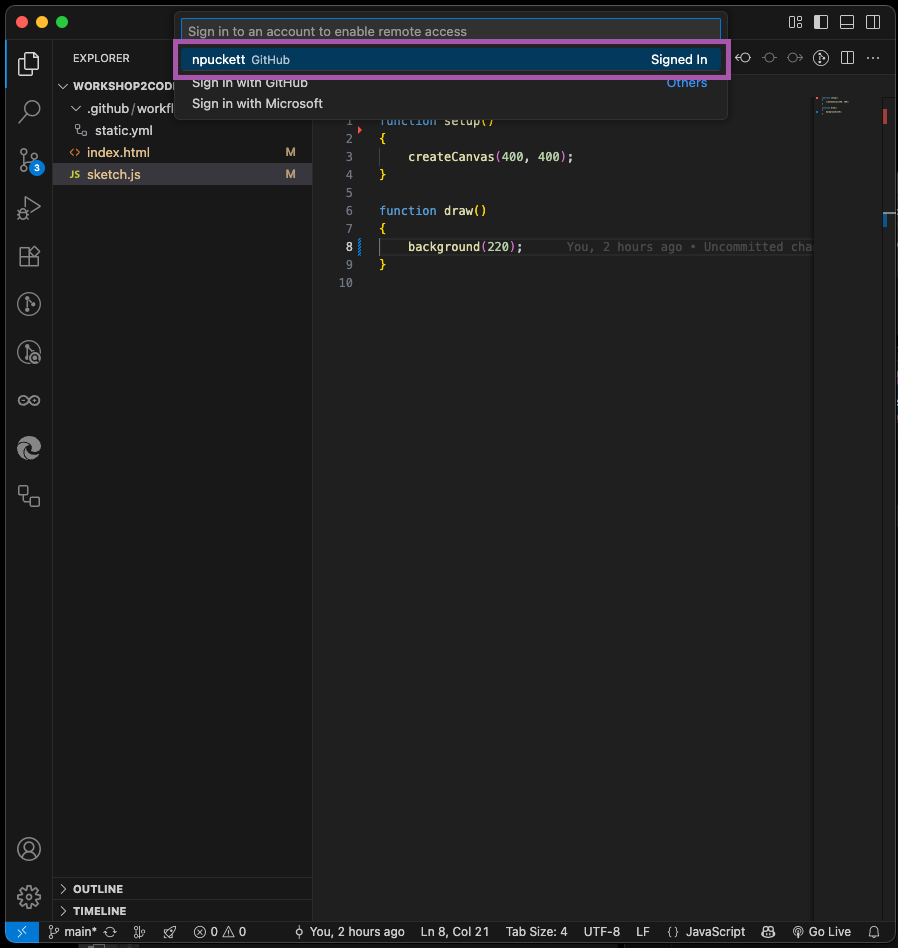 Sign in to an account to enable remote access
npuckett GitHub Signed In
Sign in with GitHub Others
Sign in with Microsoft
EXPLORER
.github/workfl
static.yml
index.html M
JS sketch.js M
3
1 function setup()
2 {
3 createCanvas(400, 400);
4 }
5
6 function draw()
7 {
8 background(220); You, 2 hours ago • Uncommitted cha
9 }
10
OUTLINE
TIMELINE
main* 0 0 You, 2 hours ago Ln 8, Col 21 Tab Size: 4 UTF-8 LF {} JavaScript Go Live